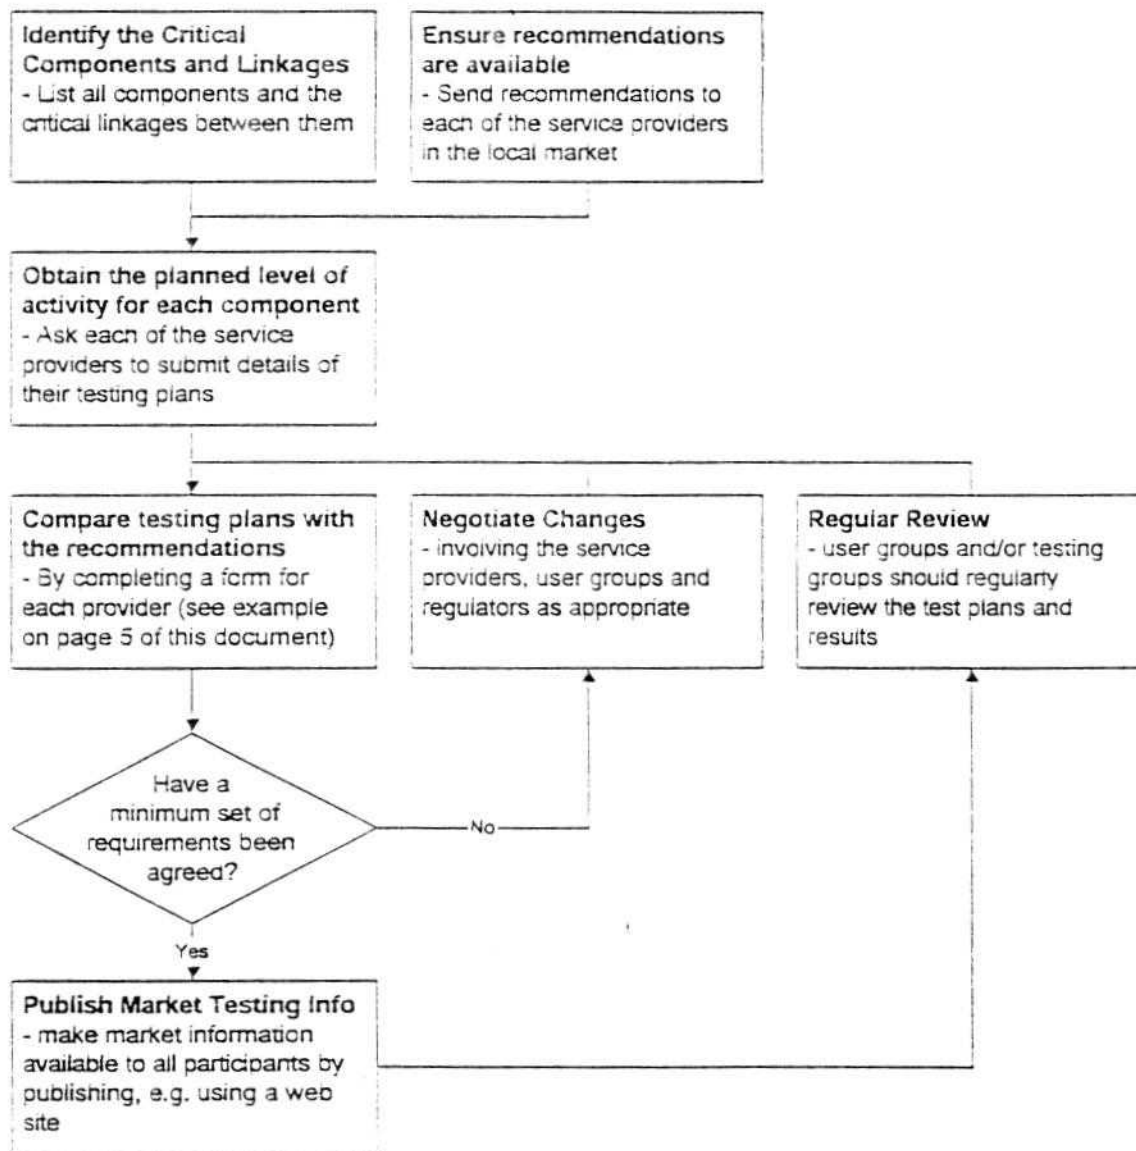 Identify the Critical
Components and Linkages
- List all components and the
critical linkages between them
Ensure recommendations
are available
- Send recommendations to
each of the service providers
in the local market
Obtain the planned level of
activity for each component
- Ask each of the service
providers to submit details of
their testing plans
Compare testing plans with
the recommendations
- By completing a form for
each provider (see example
on page 5 of this document)
Negotiate Changes
- involving the service
providers, user groups and
regulators as appropriate
Regular Review
- user groups and/or testing
groups should regularly
review the test plans and
results
Have a
minimum set of
requirements been
agreed?
No
Yes
Publish Market Testing Info
- make market information
available to all participants by
publishing, e.g. using a web
site